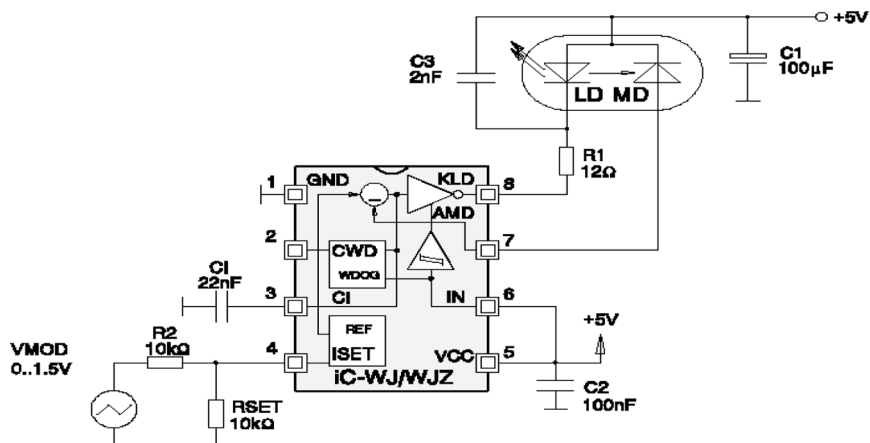 +5V
C3
2nF
C1
100µF
LD MD
R1
12Ω
1
GND
KLD
8
AMD
2
CWD
WDOG
7
CI
22nF
3
CI
IN
6
+5V
VMOD
0..1.5V
R2
10kΩ
4
REF
ISET
VCC
5
iC-WJ/WJZ
RSET
10kΩ
C2
100nF